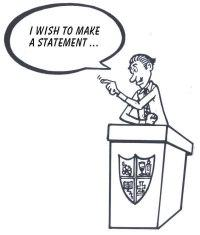 I WISH TO MAKE
A STATEMENT ...